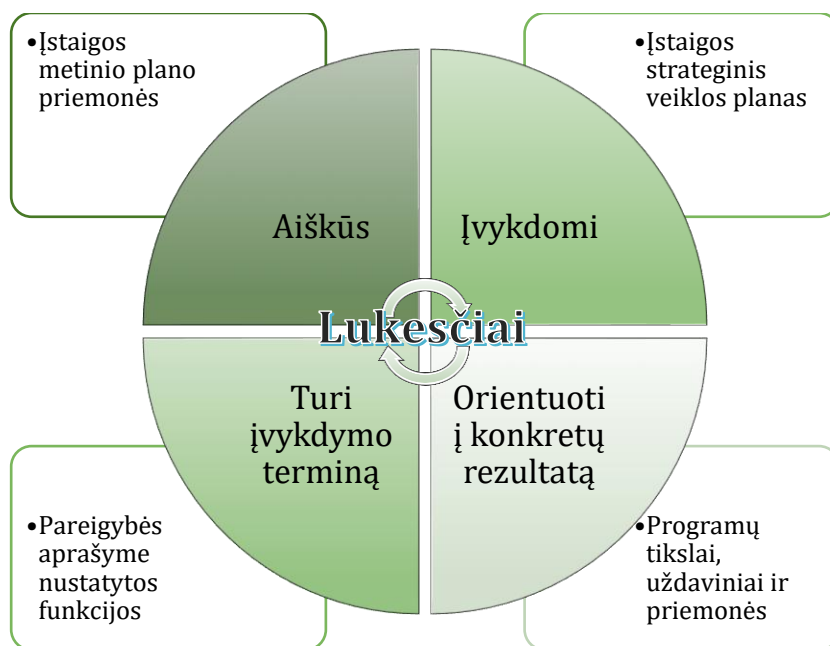 •Įstaigos
metinio plano
priemonės
•Įstaigos
strateginis
veiklos planas
Aiškūs
Įvykdomi
Lukesčiai
Turi
įvykdymo
terminą
Orientuoti
į konkretų
rezultatą
•Pareigybės
aprašyme
nustatytos
funkcijos
•Programų
tikslai,
uždaviniai ir
priemonės